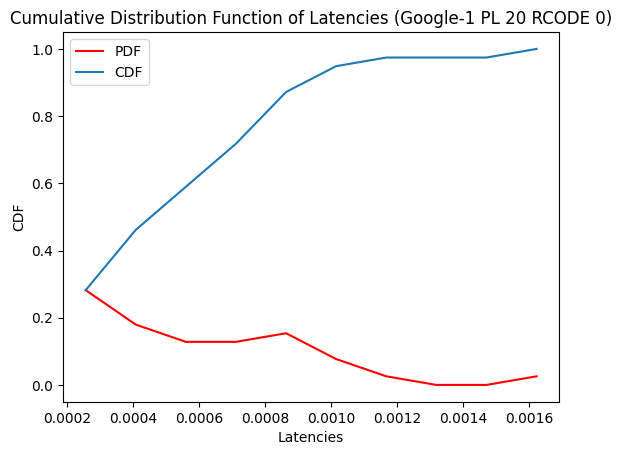 Cumulative Distribution Function of Latencies (Google-1 PL 20 RCODE 0)
PDF
CDF
1.0
0.8
0.6
0.4
0.2
0.0
CDF
0.0002 0.0004 0.0006 0.0008 0.0010 0.0012 0.0014 0.0016
Latencies